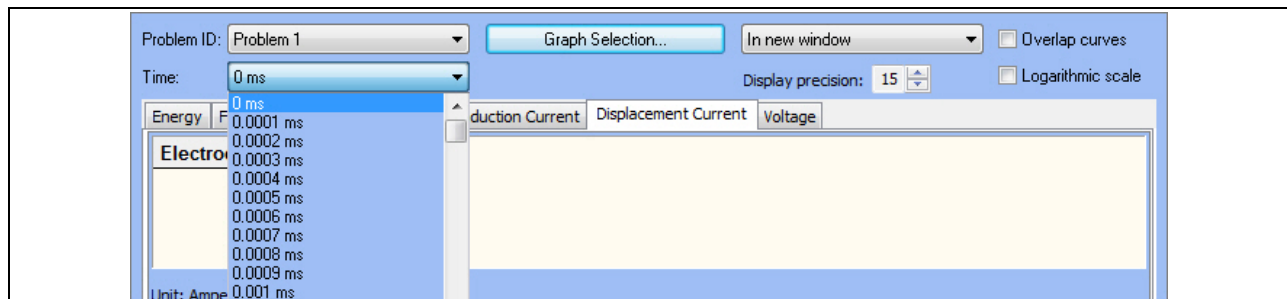 Problem ID: Problem 1 Graph Selection... In new window Overlap curves
Time: 0 ms Display precision: 15 Logarithmic scale
0 ms
Energy F duction Current Displacement Current Voltage
0.0001 ms
0.0002 ms
Electro
0.0003 ms
0.0004 ms
0.0005 ms
0.0006 ms
0.0007 ms
0.0008 ms
0.0009 ms
Unit: Ampe 0.001 ms